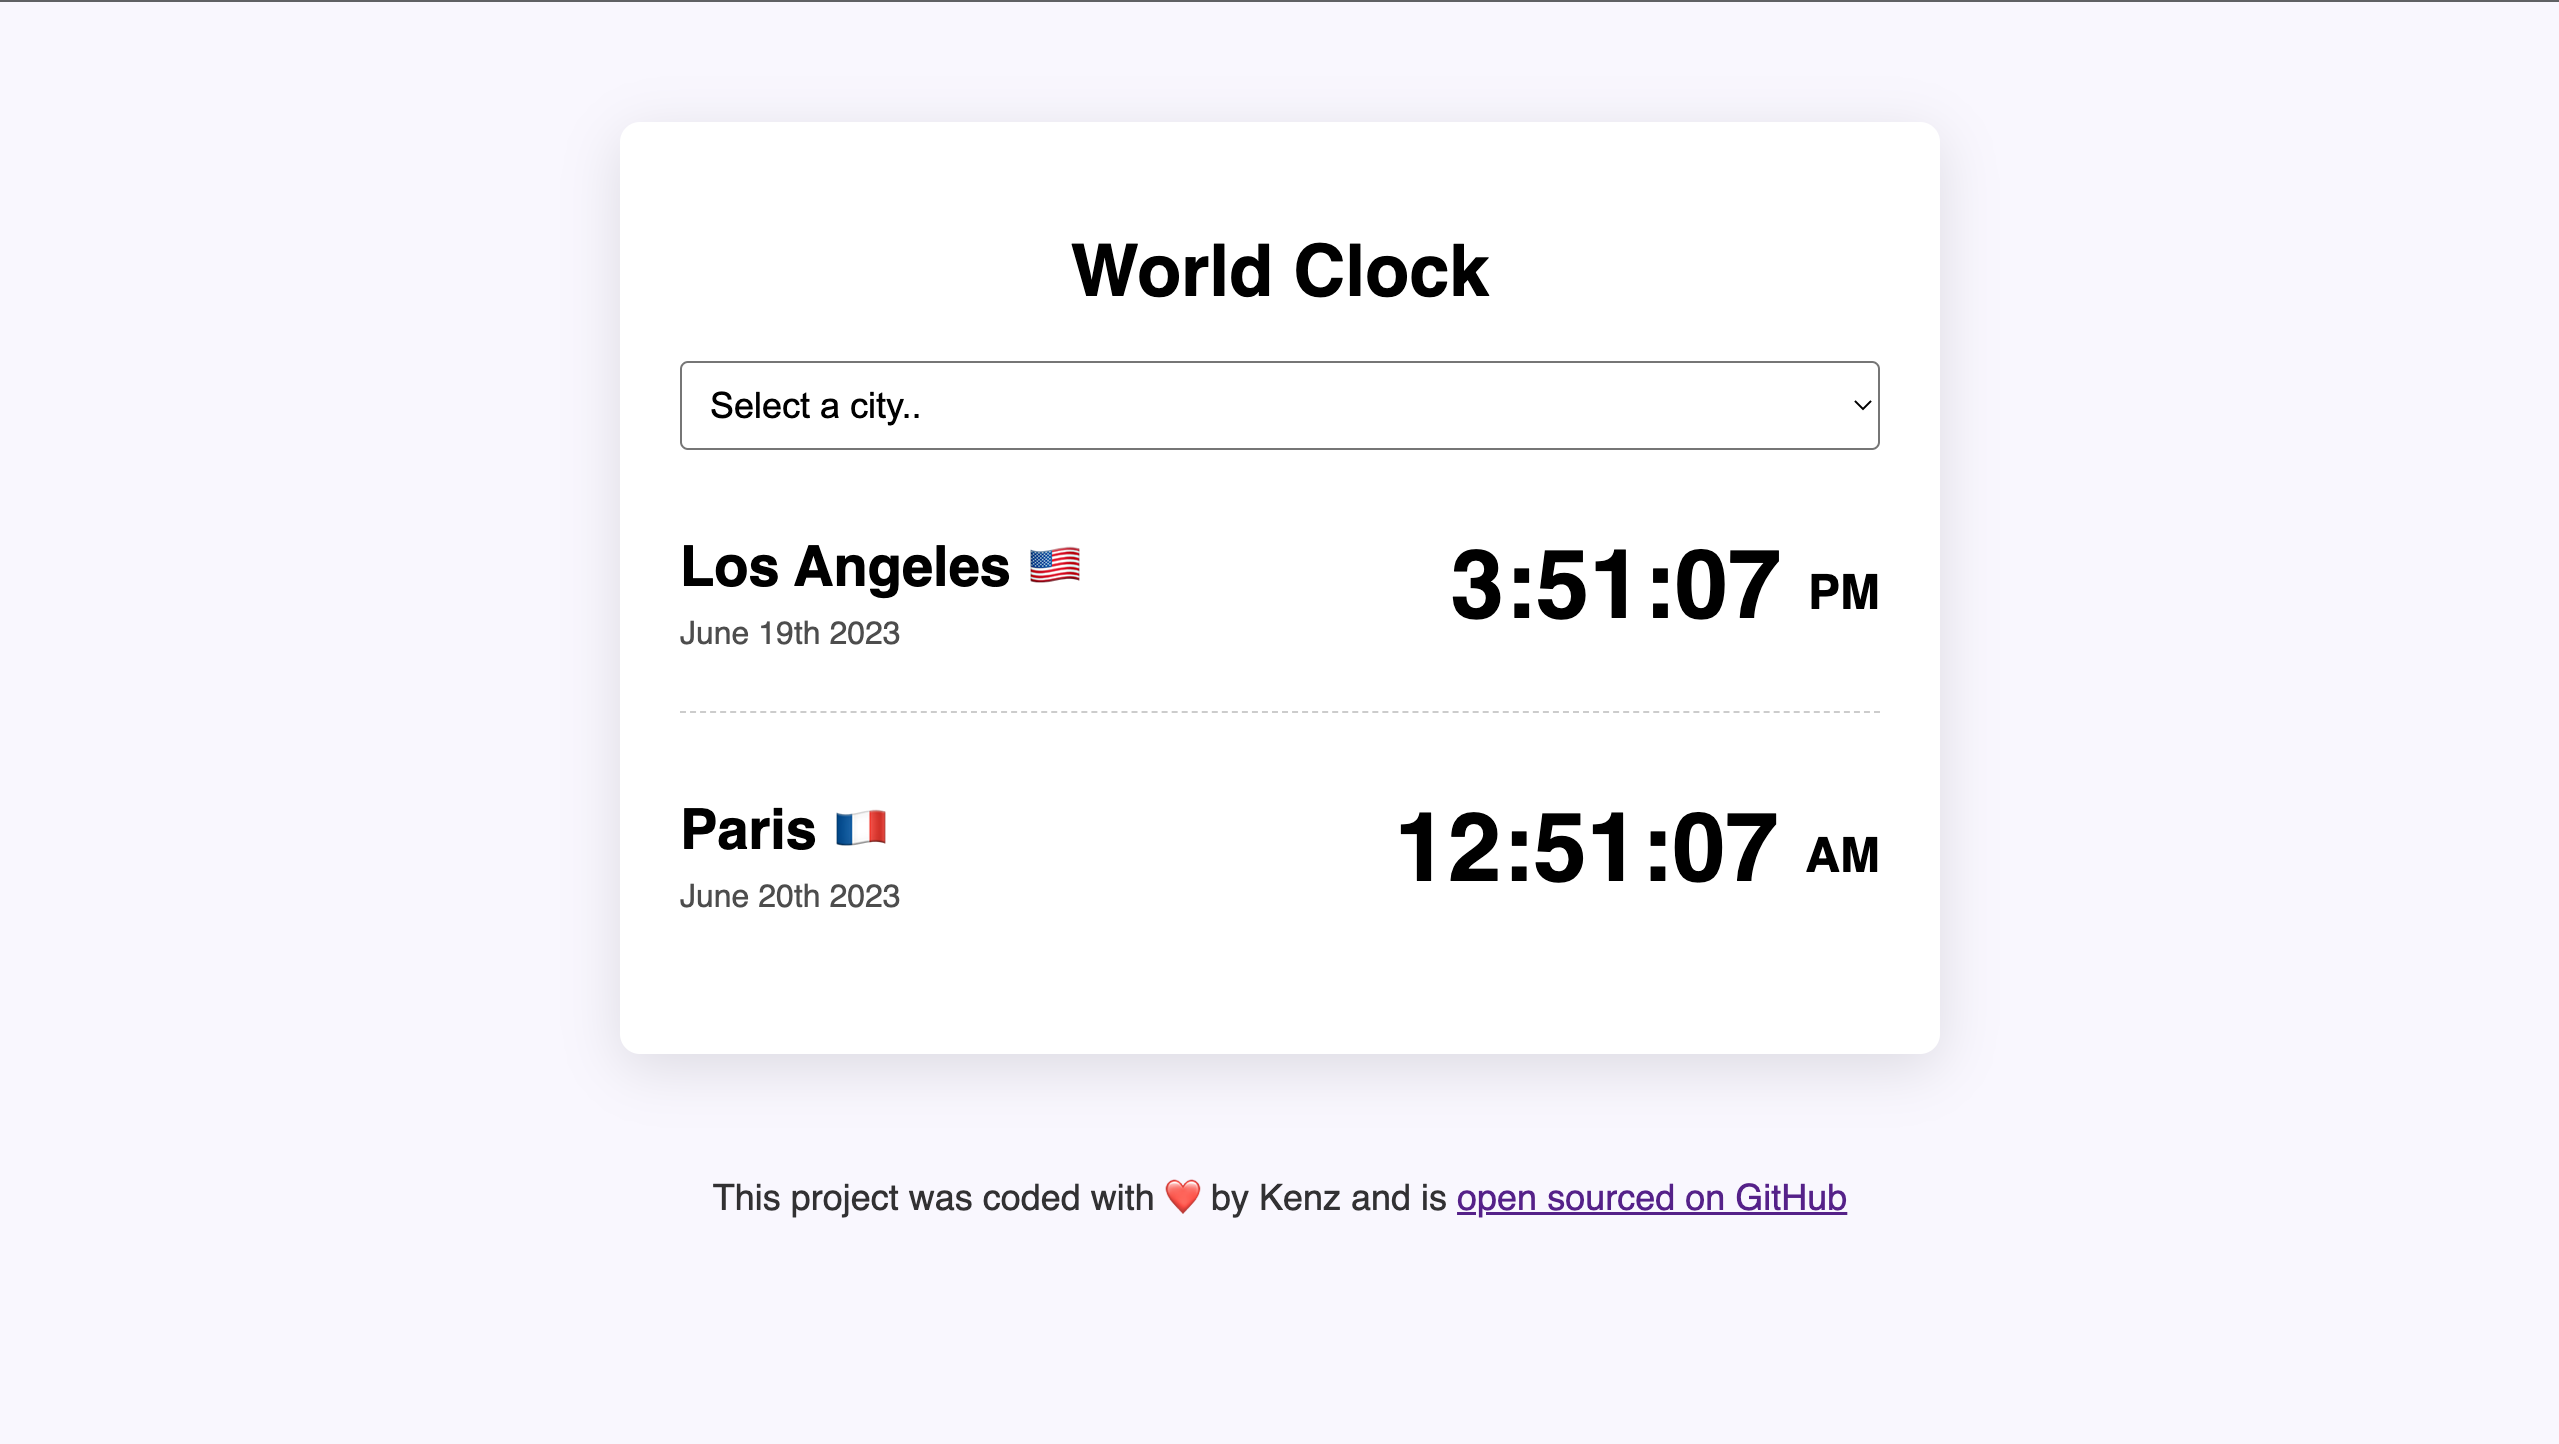 World Clock
Select a city..
Los Angeles 🇺🇸
3:51:07 PM
June 19th 2023
Paris 🇫🇷
12:51:07 AM
June 20th 2023
This project was coded with ❤️ by Kenz and is open sourced on GitHub